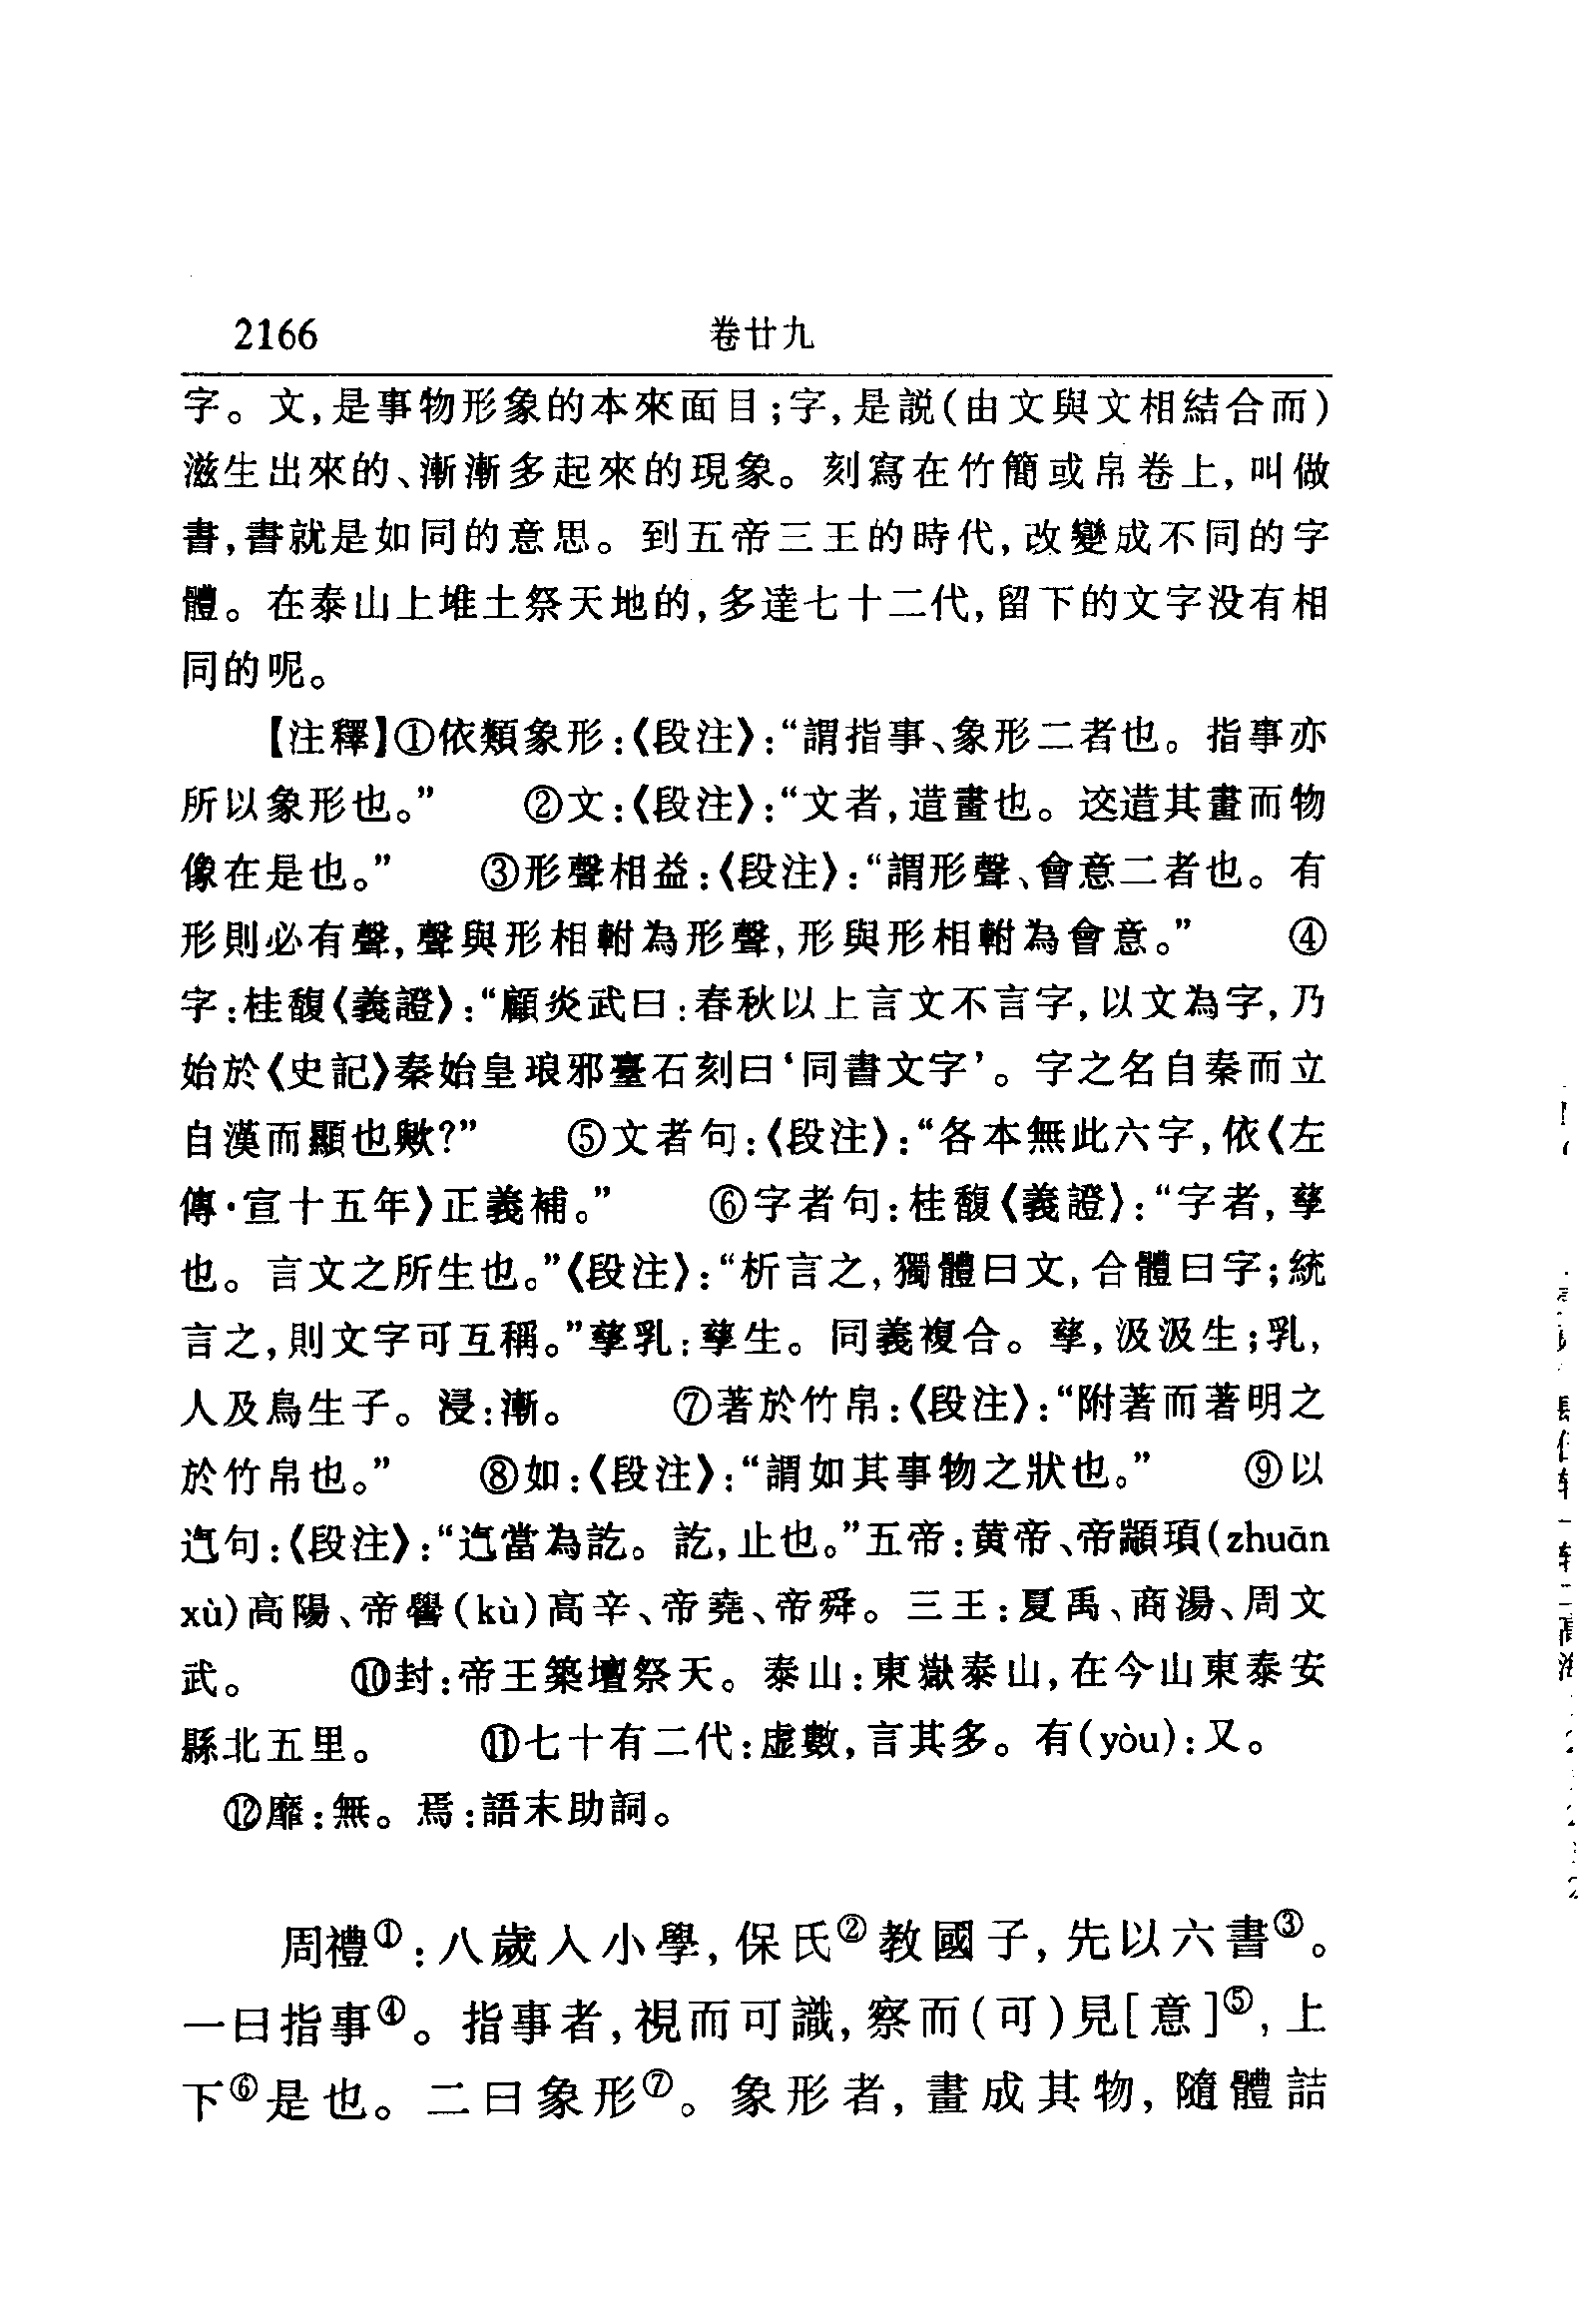 2166 卷廿九
字。文,是事物形象的本來面目;字,是説(由文與文相結合而)
滋生出來的、漸漸多起來的現象。刻寫在竹簡或帛卷上,叫做
書,書就是如同的意思。到五帝三王的時代,改變成不同的字
體。在泰山上堆土祭天地的,多達七十二代,留下的文字没有相
同的呢。
【注釋】①依類象形:《段注》:“謂指事、象形二者也。指事亦
所以象形也。” ②文:《段注》:“文者,逪畫也。这逪其畫而物
像在是也。” ③形聲相益:《段注》:“謂形聲、會意二者也。有
形則必有聲,聲與形相軵為形聲,形與形相軵為會意。” ④
字:桂馥《義證》:“顧炎武曰:春秋以上言文不言字,以文為字,乃
始於《史記》秦始皇琅邪臺石刻曰‘同書文字’。字之名自秦而立
自漢而顯也歟?” ⑤文者句:《段注》:“各本無此六字,依《左
傳·宣十五年》正義補。” ⑥字者句:桂馥《義證》:“字者,孳
也。言文之所生也。”《段注》:“析言之,獨體曰文,合體曰字;統
言之,則文字可互稱。”孳乳:孳生。同義複合。孳,汲汲生;乳,
人及鳥生子。浸:漸。 ⑦著於竹帛:《段注》:“附著而著明之
於竹帛也。” ⑧如:《段注》:“謂如其事物之狀也。” ⑨以
迄句:《段注》:“迄當為訖。訖,止也。”五帝:黄帝、帝顓頊(zhuān
xù)高陽、帝嚳(kù)高辛、帝堯、帝舜。三王:夏禹、商湯、周文
武。 ⑩封:帝王築壇祭天。泰山:東嶽泰山,在今山東泰安
縣北五里。 ⑪七十有二代:虛數,言其多。有(yòu):又。
⑫靡:無。焉:語末助詞。
周禮①:八歲入小學,保氏②教國子,先以六書③。
一曰指事④。指事者,視而可識,察而(可)見[意]⑤,上
下⑥是也。二曰象形⑦。象形者,畫成其物,隨體詰